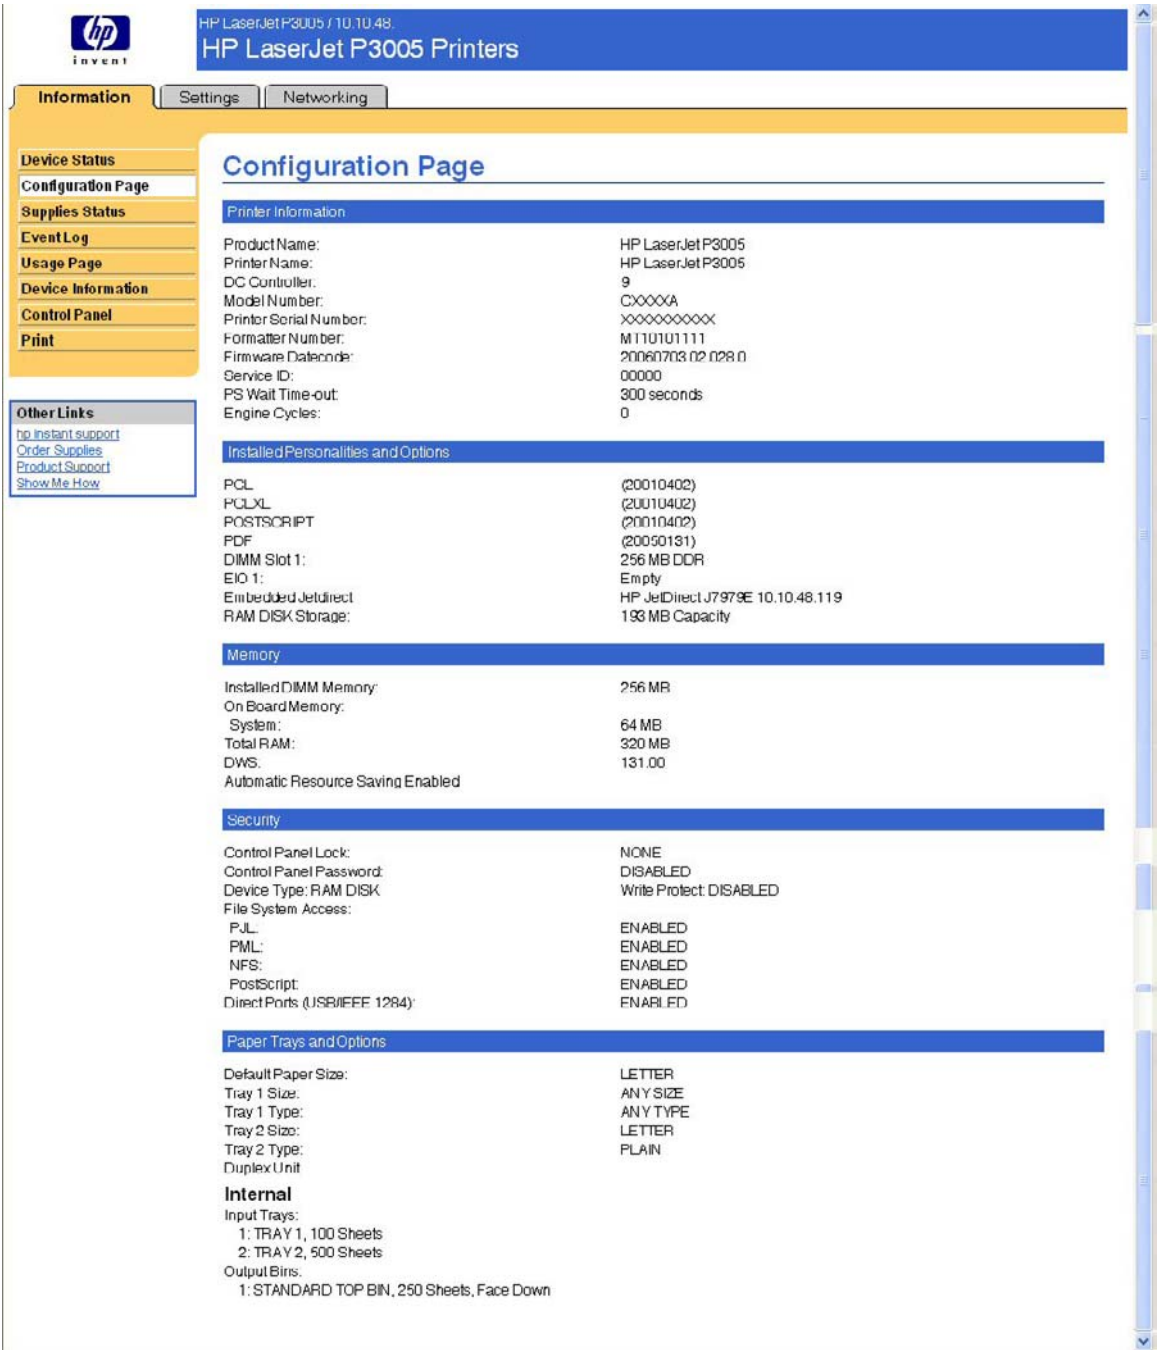 hp
invent
HP LaserJet P3005 / 10.10.48.
HP LaserJet P3005 Printers
Information
Settings
Networking
Device Status
Configuration Page
Supplies Status
Event Log
Usage Page
Device Information
Control Panel
Print
Other Links
hp instant support
Order Supplies
Product Support
Show Me How
Configuration Page
Printer Information
Product Name: HP LaserJet P3005
Printer Name: HP LaserJet P3005
DC Controller: 9
Model Number: CXXXXA
Printer Serial Number: XXXXXXXXXX
Formatter Number: MT10101111
Firmware Datecode: 20060703 02.028.0
Service ID: 00000
PS Wait Time-out: 300 seconds
Engine Cycles: 0
Installed Personalities and Options
PCL (20010402)
PCLXL (20010402)
POSTSCRIPT (20010402)
PDF (20050131)
DIMM Slot 1: 256 MB DDR
EIO 1: Empty
Embedded Jetdirect HP JetDirect J7979E 10.10.48.119
RAM DISK Storage: 193 MB Capacity
Memory
Installed DIMM Memory: 256 MB
On Board Memory:
System: 64 MB
Total RAM: 320 MB
DWS: 131.00
Automatic Resource Saving Enabled
Security
Control Panel Lock: NONE
Control Panel Password: DISABLED
Device Type: RAM DISK Write Protect: DISABLED
File System Access:
PJL: ENABLED
PML: ENABLED
NFS: ENABLED
PostScript: ENABLED
Direct Ports (USB/IEEE 1284): ENABLED
Paper Trays and Options
Default Paper Size: LETTER
Tray 1 Size: ANY SIZE
Tray 1 Type: ANY TYPE
Tray 2 Size: LETTER
Tray 2 Type: PLAIN
Duplex Unit
Internal
Input Trays:
1: TRAY 1, 100 Sheets
2: TRAY 2, 500 Sheets
Output Bins:
1: STANDARD TOP BIN, 250 Sheets, Face Down